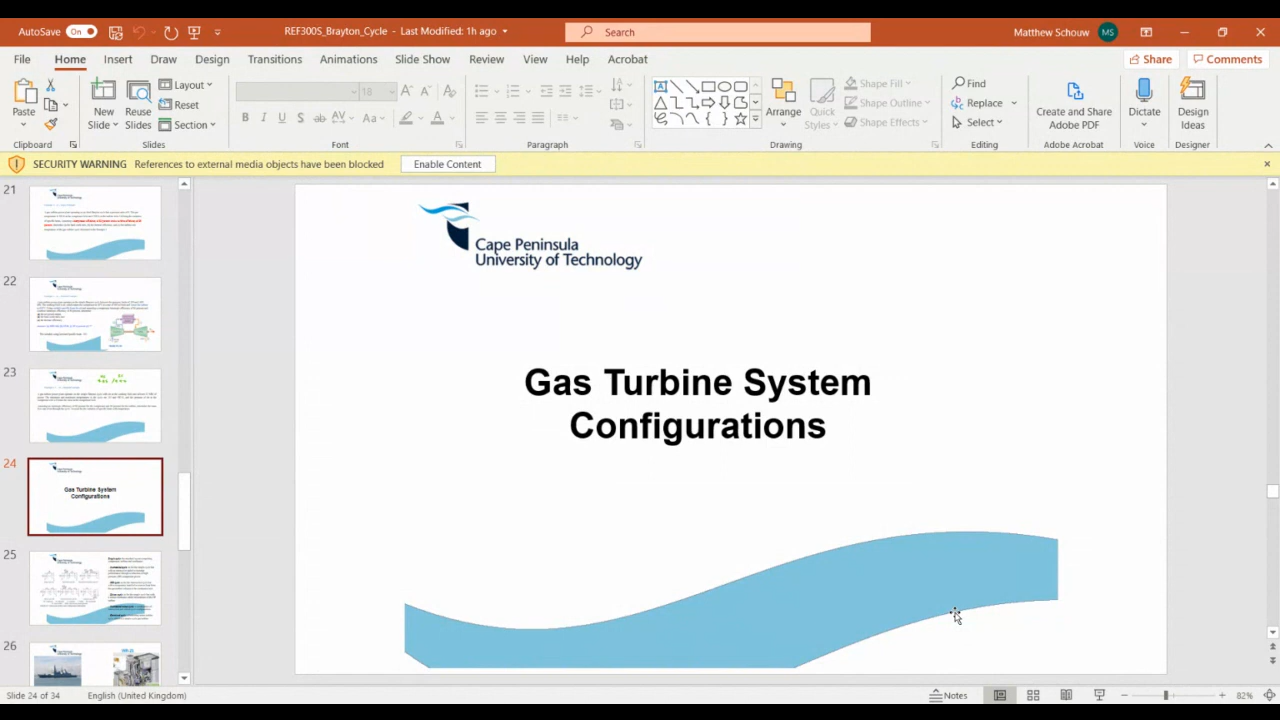 AutoSave On
REF300S_Brayton_Cycle - Last Modified: 1h ago
Search
Matthew Schouw MS
File Home Insert Draw Design Transitions Animations Slide Show Review View Help Acrobat
Share Comments
Paste
Clipboard
New
Slide
Reuse
Slides
Layout
Reset
Section
Slides
18
Font
Paragraph
Arrange
Quick
Styles
Shape Fill
Shape Outline
Shape Effects
Drawing
Find
Replace
Select
Editing
Create and Share
Adobe PDF
Adobe Acrobat
Dictate
Voice
Design
Ideas
Designer
SECURITY WARNING References to external media objects have been blocked Enable Content
21
22
23
24
Gas Turbine System
Configurations
25
26
Cape Peninsula
University of Technology
Gas Turbine System
Configurations
Slide 24 of 34 English (United Kingdom) Notes 82%